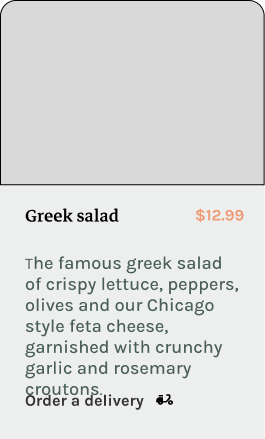 Greek salad $12.99
The famous greek salad
of crispy lettuce, peppers,
olives and our Chicago
style feta cheese,
garnished with crunchy
garlic and rosemary
croutons.
Order a delivery